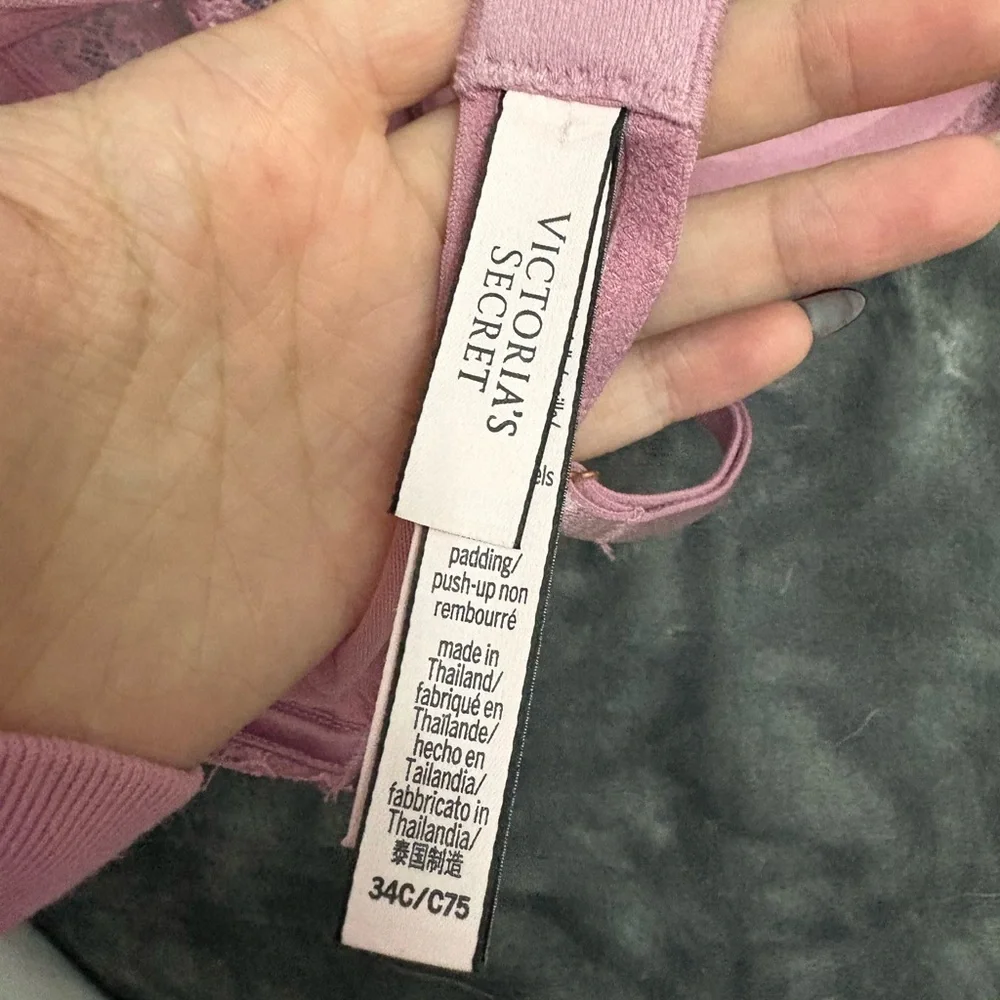 VICTORIA'S
SECRET
els
padding/
push-up non
rembourré
made in
Thailand/
fabriqué en
Thaïlande/
hecho en
Tailandia/
fabbricato in
Thailandia/
泰国制造
34C/C75